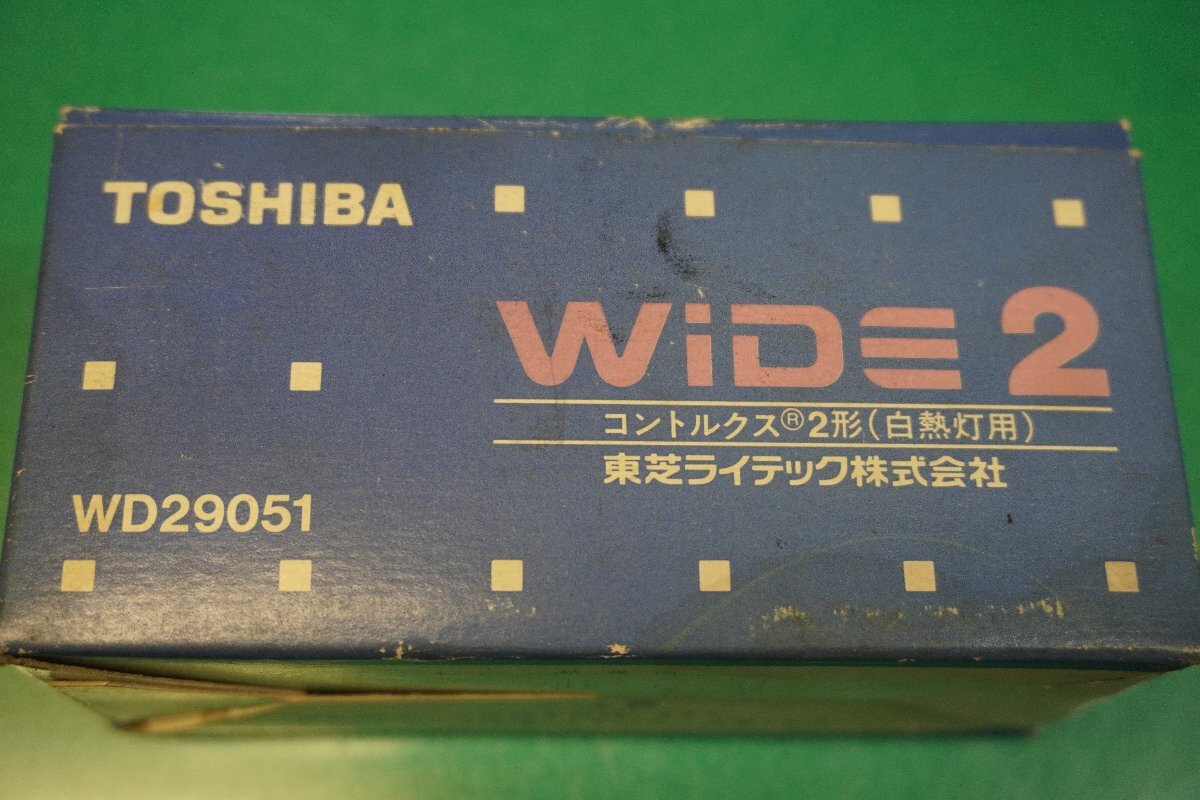 TOSHIBA
WiDE 2
コントルクス®2形(白熱灯用)
東芝ライテック株式会社
WD29051